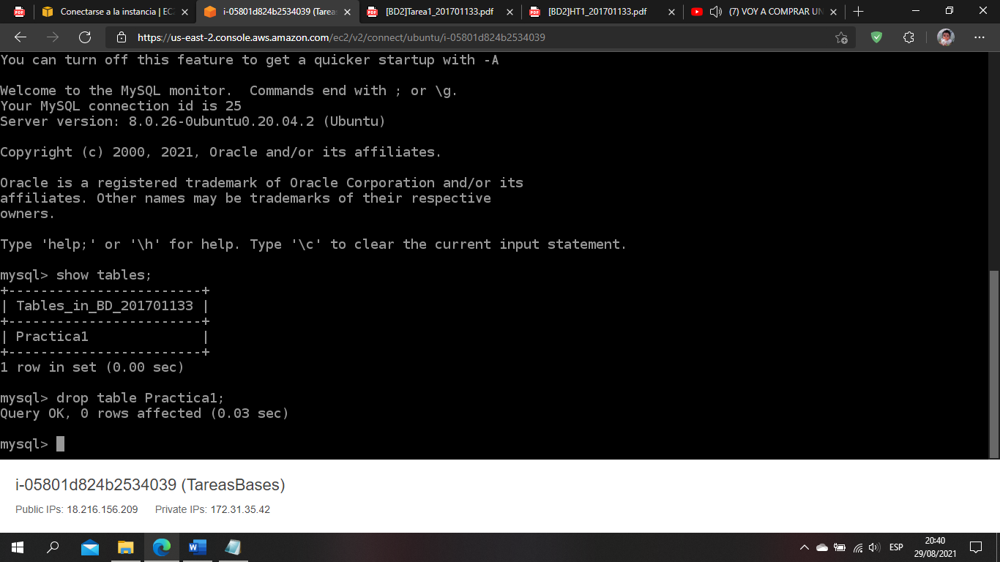 Conectarse a la instancia | EC
i-05801d824b2534039 (Tarea
[BD2]Tarea1_201701133.pdf
[BD2]HT1_201701133.pdf
(7) VOY A COMPRAR UN
https://us-east-2.console.aws.amazon.com/ec2/v2/connect/ubuntu/i-05801d824b2534039
You can turn off this feature to get a quicker startup with -A
Welcome to the MySQL monitor.  Commands end with ; or \g.
Your MySQL connection id is 25
Server version: 8.0.26-0ubuntu0.20.04.2 (Ubuntu)
Copyright (c) 2000, 2021, Oracle and/or its affiliates.
Oracle is a registered trademark of Oracle Corporation and/or its
affiliates. Other names may be trademarks of their respective
owners.
Type 'help;' or '\h' for help. Type '\c' to clear the current input statement.
mysql> show tables;
+------------------------+
| Tables_in_BD_201701133 |
+------------------------+
| Practica1              |
+------------------------+
1 row in set (0.00 sec)
mysql> drop table Practica1;
Query OK, 0 rows affected (0.03 sec)
mysql>
i-05801d824b2534039 (TareasBases)
Public IPs: 18.216.156.209 Private IPs: 172.31.35.42
ESP
20:40
29/08/2021